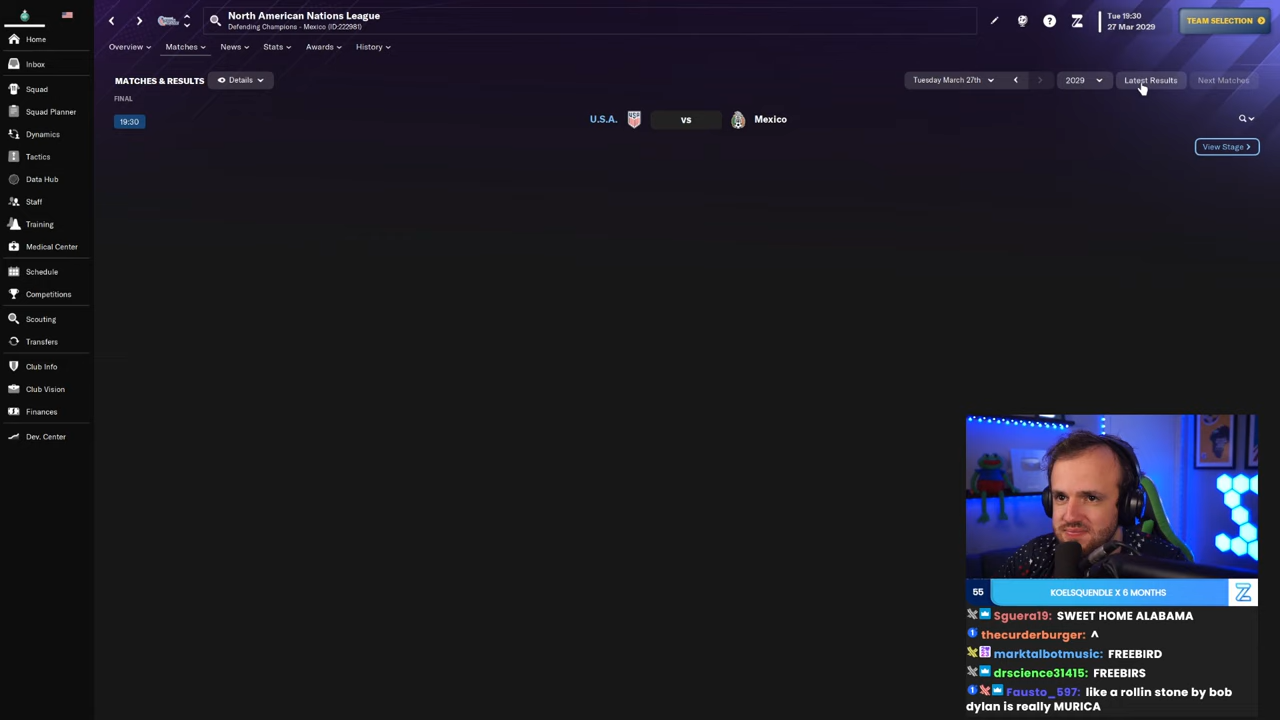 North American Nations League
Defending Champions - Mexico (ID:222981)
Tue 19:30
27 Mar 2029
TEAM SELECTION
Home
Overview
Matches
News
Stats
Awards
History
Inbox
MATCHES & RESULTS
Details
Tuesday March 27th
2029
Latest Results
Next Matches
Squad
FINAL
Squad Planner
19:30
U.S.A.
vs
Mexico
Dynamics
View Stage >
Tactics
Data Hub
Staff
Training
Medical Center
Schedule
Competitions
Scouting
Transfers
Club Info
Club Vision
Finances
Dev. Center
55
KOELSQUENDLE X 6 MONTHS
Z
Sguera19: SWEET HOME ALABAMA
thecurderburger: ^
marktalbotmusic: FREEBIRD
drscience31415: FREEBIRS
Fausto_597: like a rollin stone by bob
dylan is really MURICA